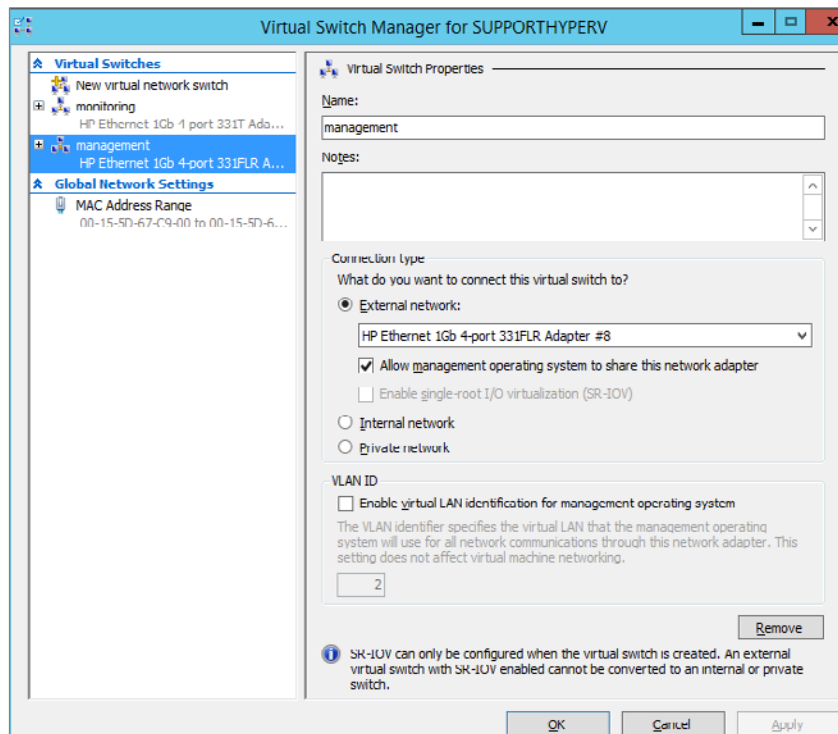 Virtual Switch Manager for SUPPORTHYPERV
Virtual Switches
New virtual network switch
monitoring
HP Ethernet 1Gb 4 port 331T Ada...
management
HP Ethernet 1Gb 4-port 331FLR A...
Global Network Settings
MAC Address Range
00-15-5D-67-C9-00 to 00-15-5D-6...
Virtual Switch Properties
Name:
management
Notes:
Connection type
What do you want to connect this virtual switch to?
External network:
HP Ethernet 1Gb 4-port 331FLR Adapter #8
Allow management operating system to share this network adapter
Enable single-root I/O virtualization (SR-IOV)
Internal network
Private network
VLAN ID
Enable virtual LAN identification for management operating system
The VLAN identifier specifies the virtual LAN that the management operating
system will use for all network communications through this network adapter. This
setting does not affect virtual machine networking.
2
Remove
SR-IOV can only be configured when the virtual switch is created. An external
virtual switch with SR-IOV enabled cannot be converted to an internal or private
switch.
OK
Cancel
Apply